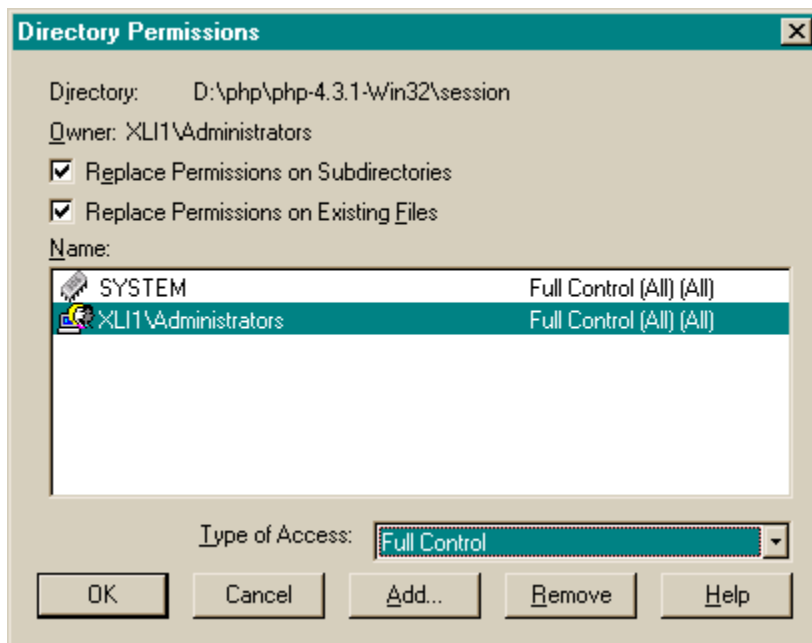 Directory Permissions
Directory: D:\php\php-4.3.1-Win32\session
Owner: XLI1\Administrators
Replace Permissions on Subdirectories
Replace Permissions on Existing Files
Name:
SYSTEM Full Control (All) (All)
XLI1\Administrators Full Control (All) (All)
Type of Access: Full Control
OK Cancel Add... Remove Help